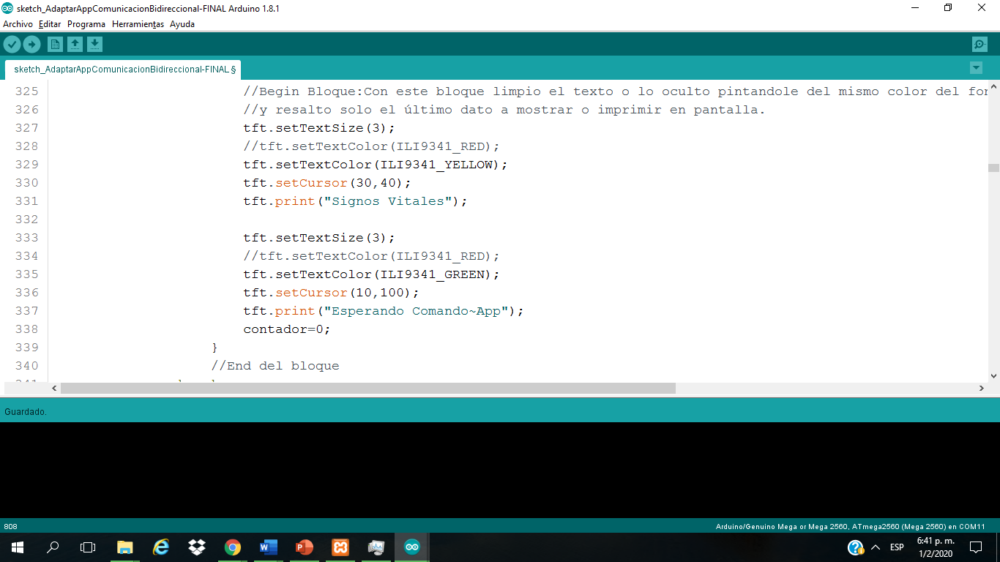 sketch_AdaptarAppComunicacionBidireccional-FINAL Arduino 1.8.1
Archivo Editar Programa Herramientas Ayuda
sketch_AdaptarAppComunicacionBidireccional-FINAL §
325 //Begin Bloque:Con este bloque limpio el texto o lo oculto pintandole del mismo color del for
326 //y resalto solo el último dato a mostrar o imprimir en pantalla.
327 tft.setTextSize(3);
328 //tft.setTextColor(ILI9341_RED);
329 tft.setTextColor(ILI9341_YELLOW);
330 tft.setCursor(30,40);
331 tft.print("Signos Vitales");
332
333 tft.setTextSize(3);
334 //tft.setTextColor(ILI9341_RED);
335 tft.setTextColor(ILI9341_GREEN);
336 tft.setCursor(10,100);
337 tft.print("Esperando Comando~App");
338 contador=0;
339 }
340 //End del bloque
Guardado.
808 Arduino/Genuino Mega or Mega 2560, ATmega2560 (Mega 2560) en COM11
ESP 6:41 p. m.
1/2/2020